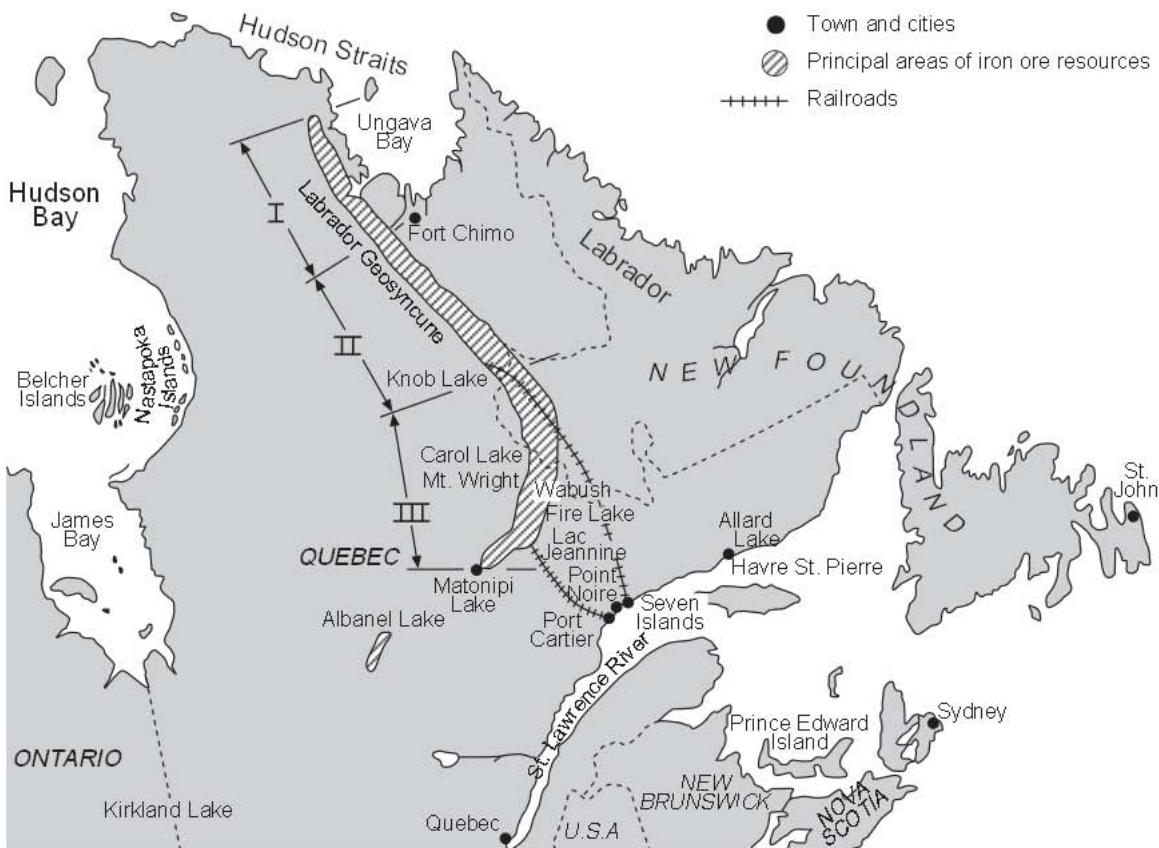 Town and cities
Principal areas of iron ore resources
Railroads
Hudson Straits
Ungava
Bay
Hudson
Bay
I
Labrador Geosyncune
Fort Chimo
Labrador
II
Nastapoka
Islands
Belcher
Islands
Knob Lake
NEW FOUNDLAND
Carol Lake
Mt. Wright
Wabush
Fire Lake
III
St.
John
James
Bay
Lac
Jeannine
Allard
Lake
QUEBEC
Point
Noire
Havre St. Pierre
Matonipi
Lake
Seven
Islands
Albanel Lake
Port
Cartier
St. Lawrence River
Sydney
Prince Edward
Island
ONTARIO
NEW
BRUNSWICK
NOVA
SCOTIA
Kirkland Lake
Quebec
U.S.A